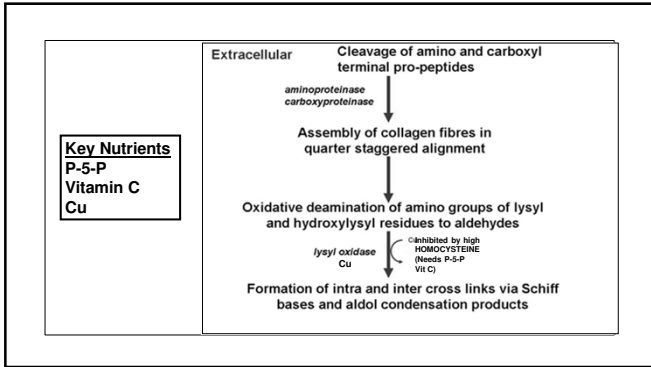 Extracellular
Cleavage of amino and carboxyl
terminal pro-peptides
aminoproteinase
carboxyproteinase
Assembly of collagen fibres in
quarter staggered alignment
Key Nutrients
P-5-P
Vitamin C
Cu
Oxidative deamination of amino groups of lysyl
and hydroxylysyl residues to aldehydes
lysyl oxidase
Cu
Inhibited by high
HOMOCYSTEINE
(Needs P-5-P
Vit C)
Formation of intra and inter cross links via Schiff
bases and aldol condensation products